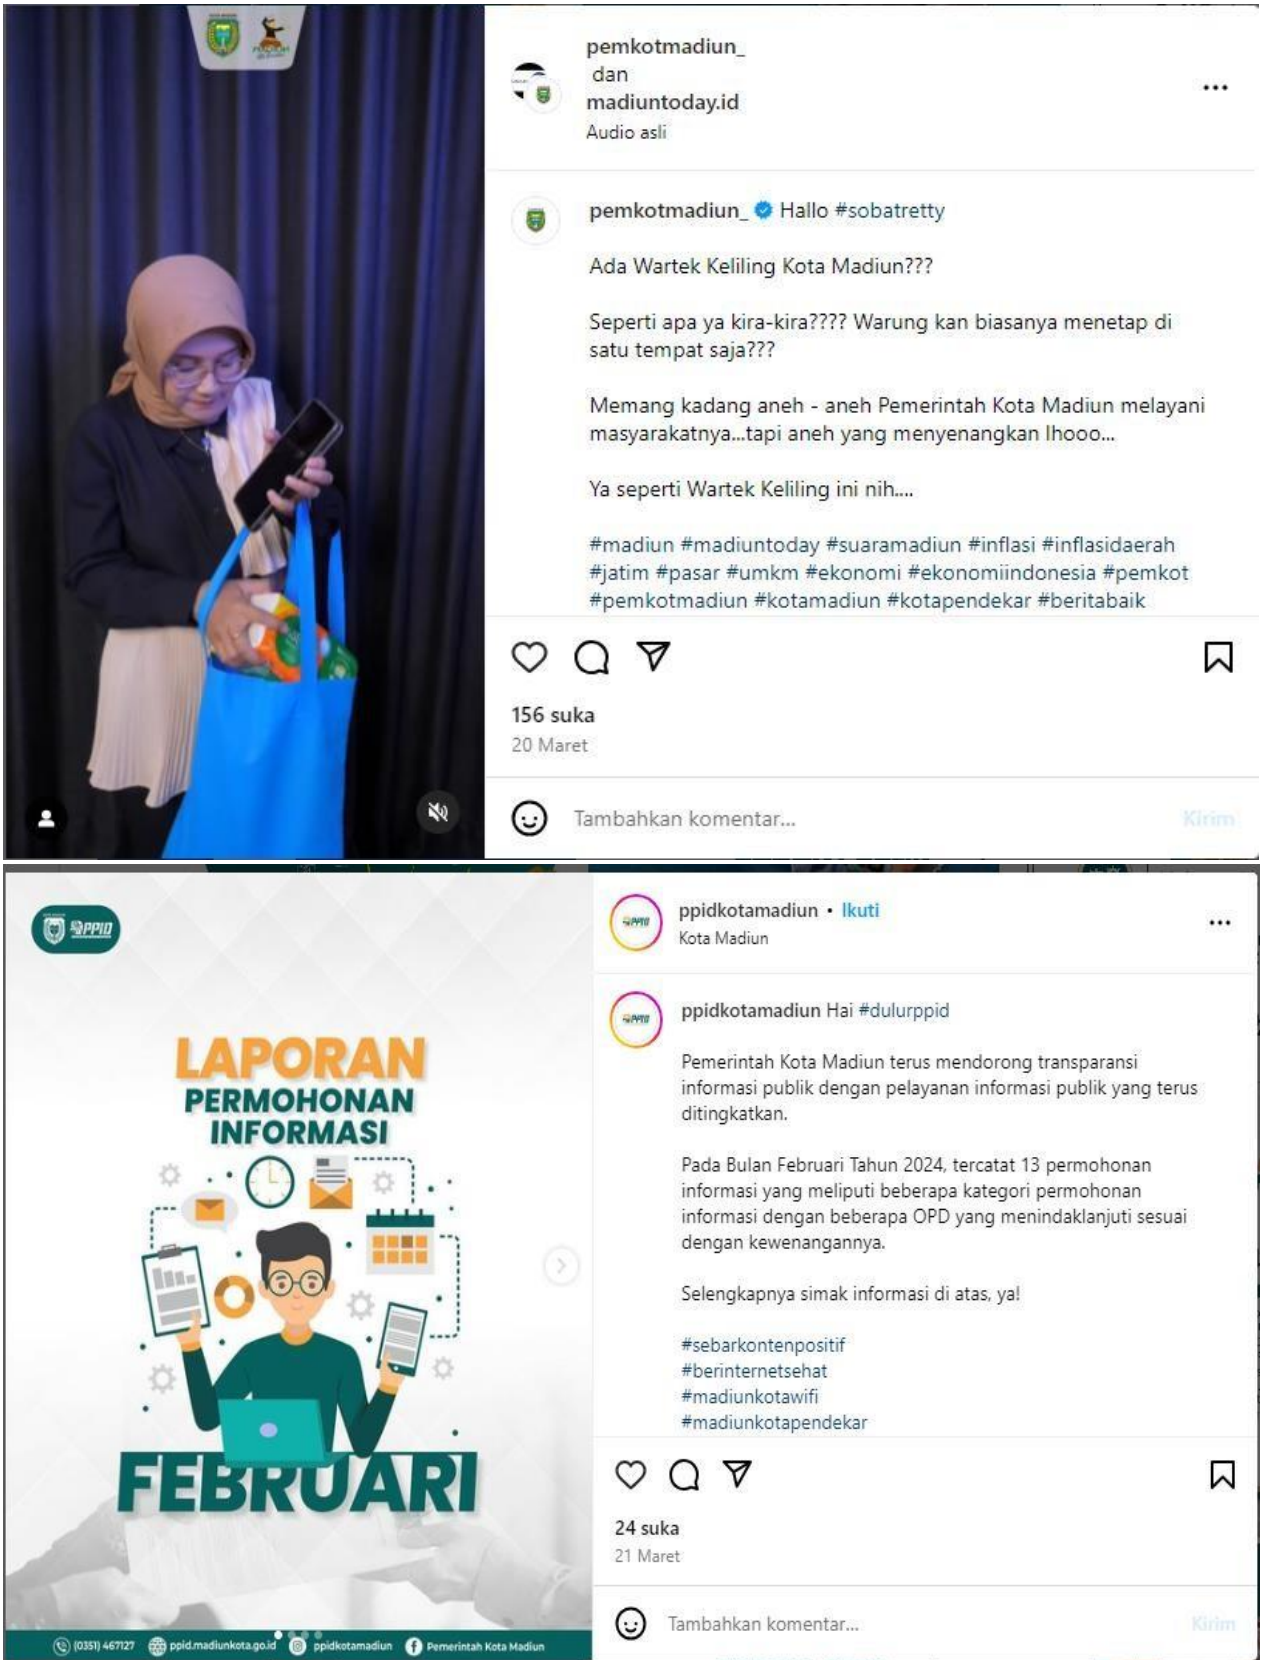 pemkotmadiun_
dan
madiuntoday.id
Audio asli
pemkotmadiun_ Hallo #sobatretty
Ada Wartek Keliling Kota Madiun???
Seperti apa ya kira-kira???? Warung kan biasanya menetap di
satu tempat saja???
Memang kadang aneh - aneh Pemerintah Kota Madiun melayani
masyarakatnya...tapi aneh yang menyenangkan lhooo...
Ya seperti Wartek Keliling ini nih....
#madiun #madiuntoday #suaramadiun #inflasi #inflasidaerah
#jatim #pasar #umkm #ekonomi #ekonomiindonesia #pemkot
#pemkotmadiun #kotamadiun #kotapendekar #beritabaik
156 suka
20 Maret
Tambahkan komentar...
Kirim
PPID
LAPORAN
PERMOHONAN
INFORMASI
FEBRUARI
(0351) 467127 ppid.madiunkota.go.id ppidkotamadiun Pemerintah Kota Madiun
ppidkotamadiun • Ikuti
Kota Madiun
ppidkotamadiun Hai #dulurppid
Pemerintah Kota Madiun terus mendorong transparansi
informasi publik dengan pelayanan informasi publik yang terus
ditingkatkan.
Pada Bulan Februari Tahun 2024, tercatat 13 permohonan
informasi yang meliputi beberapa kategori permohonan
informasi dengan beberapa OPD yang menindaklanjuti sesuai
dengan kewenangannya.
Selengkapnya simak informasi di atas, ya!
#sebarkontenpositif
#berinternetsehat
#madiunkotawifi
#madiunkotapendekar
24 suka
21 Maret
Tambahkan komentar...
Kirim